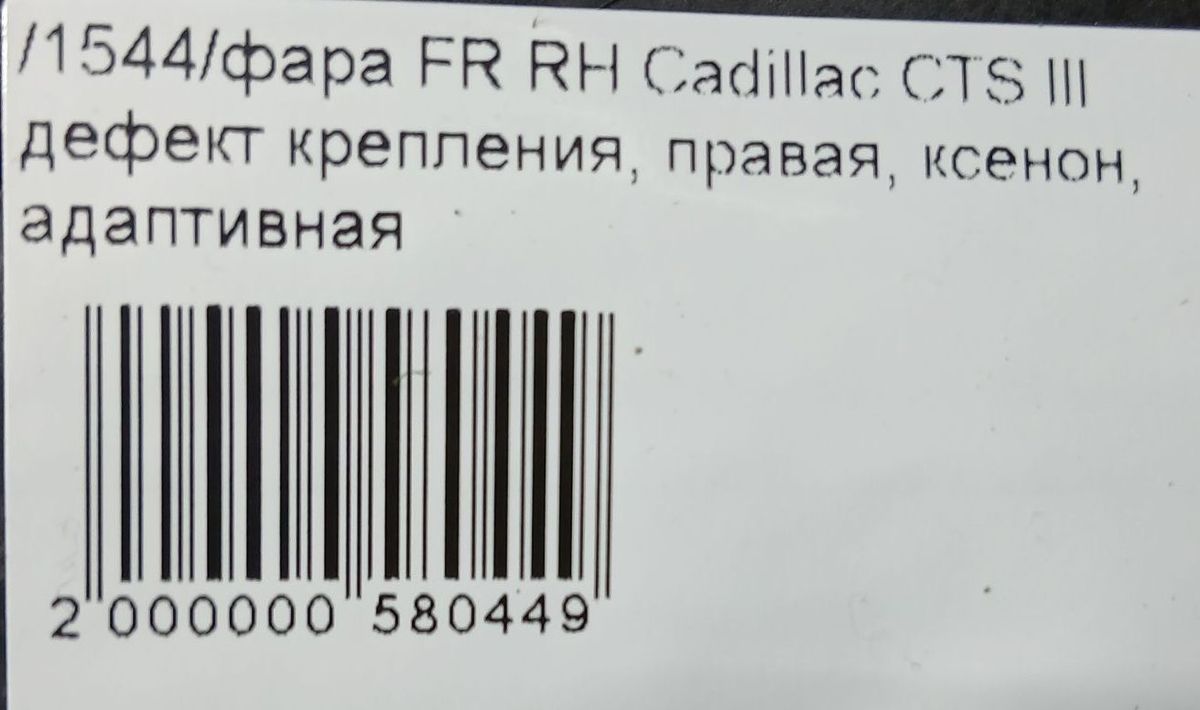 /1544/фара FR RH Cadillac CTS III
дефект крепления, правая, ксенон,
адаптивная
2 000000 580449